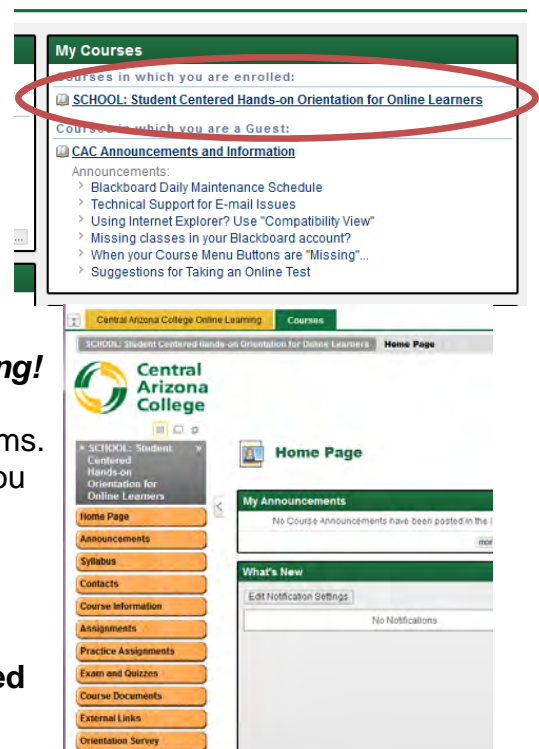 My Courses
Courses in which you are enrolled:
SCHOOL: Student Centered Hands-on Orientation for Online Learners
Courses in which you are a Guest:
CAC Announcements and Information
Announcements:
> Blackboard Daily Maintenance Schedule
> Technical Support for E-mail Issues
> Using Internet Explorer? Use "Compatibility View"
> Missing classes in your Blackboard account?
> When your Course Menu Buttons are "Missing"...
> Suggestions for Taking an Online Test
...
ng!
ms.
ou
ed
Central Arizona College Online Learning
Courses
SCHOOL: Student Centered Hands-on Orientation for Online Learners
Home Page
Central
Arizona
College
SCHOOL: Student
Centered
Hands-on
Orientation for
Online Learners
Home Page
Announcements
Syllabus
Contacts
Course Information
Assignments
Practice Assignments
Exam and Quizzes
Course Documents
External Links
Orientation Survey
Home Page
My Announcements
No Course Announcements have been posted in the
mor
What's New
Edit Notification Settings
No Notifications